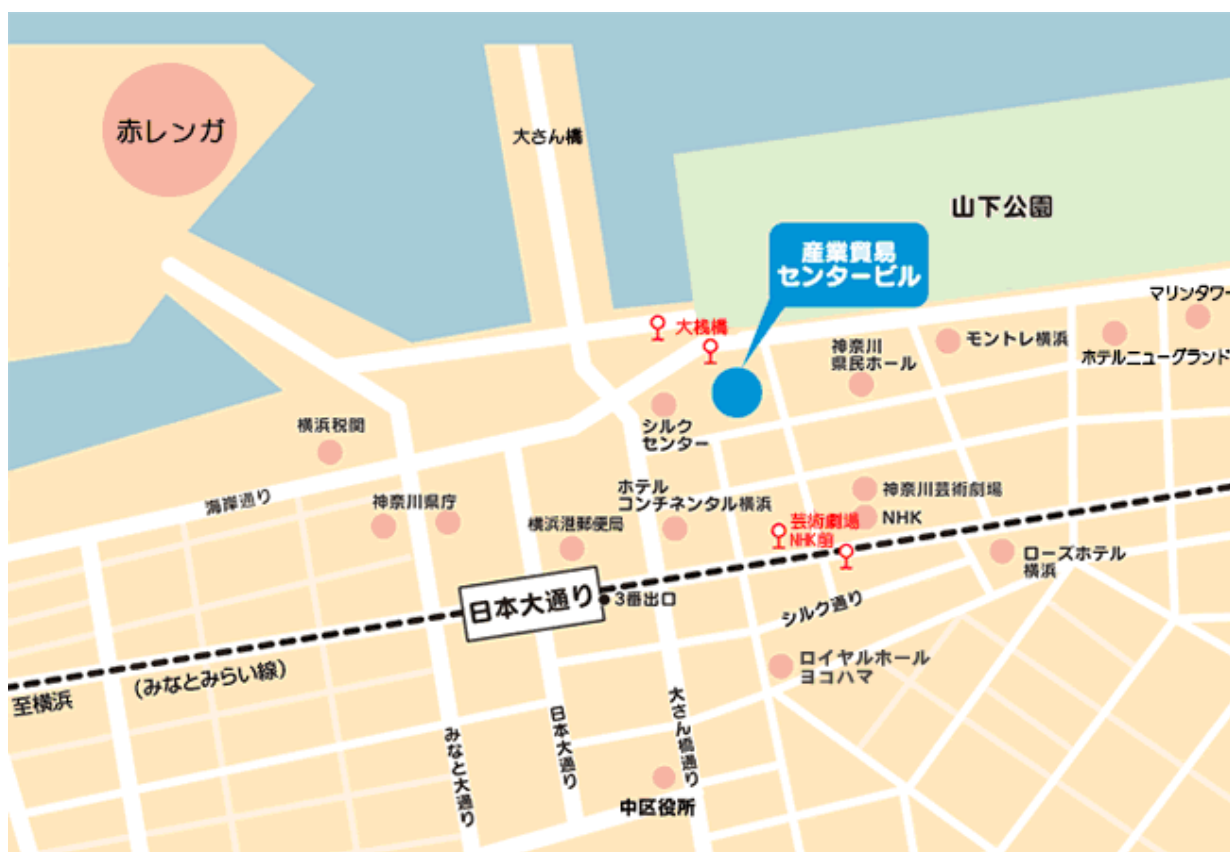 赤レンガ
大さん橋
山下公園
産業貿易
センタービル
マリンタワー
大桟橋
モントレ横浜
神奈川
県民ホール
ホテルニューグランド
シルク
センター
横浜税関
海岸通り
神奈川県庁
ホテル
コンチネンタル横浜
横浜港郵便局
神奈川芸術劇場
NHK
芸術劇場
NHK前
ローズホテル
横浜
日本大通り
3番出口
シルク通り
(みなとみらい線)
至横浜
ロイヤルホール
ヨコハマ
みなと大通り
日本大通り
大さん橋通り
中区役所